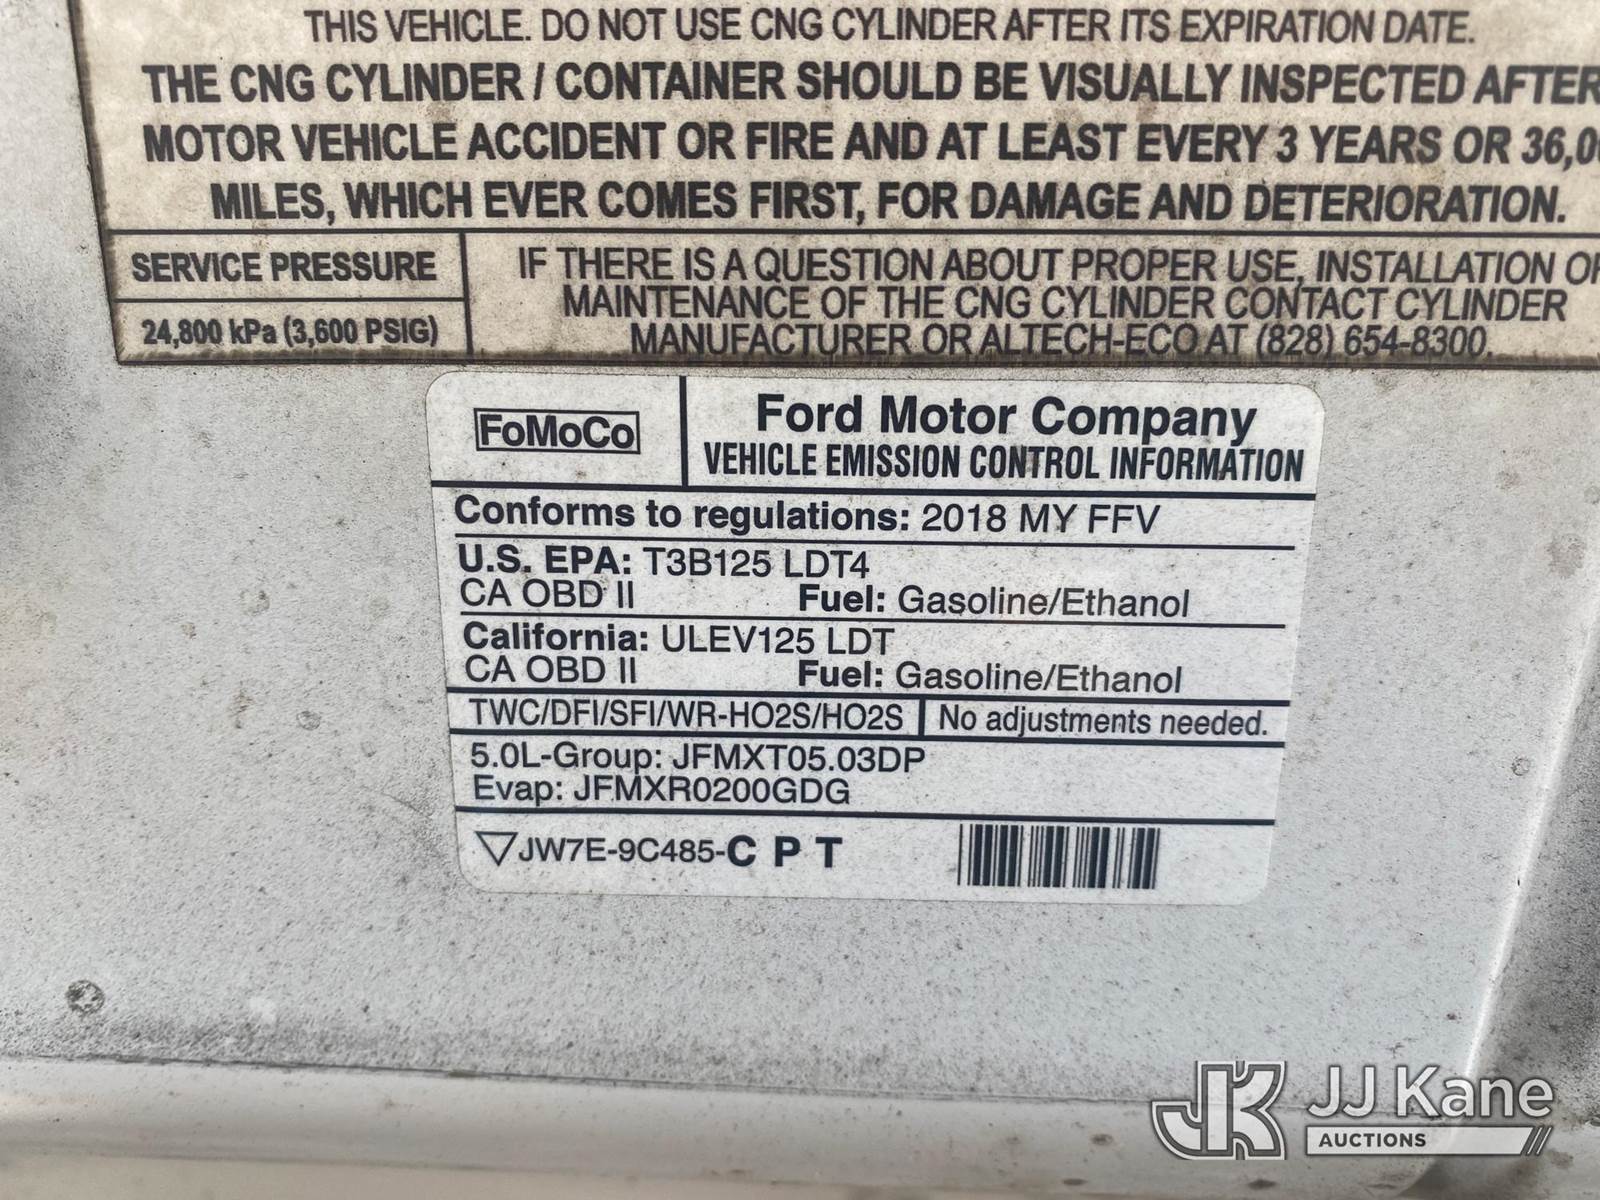 THIS VEHICLE. DO NOT USE CNG CYLINDER AFTER ITS EXPIRATION DATE.
THE CNG CYLINDER / CONTAINER SHOULD BE VISUALLY INSPECTED AFTER
MOTOR VEHICLE ACCIDENT OR FIRE AND AT LEAST EVERY 3 YEARS OR 36,0
MILES, WHICH EVER COMES FIRST, FOR DAMAGE AND DETERIORATION.
SERVICE PRESSURE
24,800 kPa (3,600 PSIG)
IF THERE IS A QUESTION ABOUT PROPER USE, INSTALLATION OR
MAINTENANCE OF THE CNG CYLINDER CONTACT CYLINDER
MANUFACTURER OR ALTECH-ECO AT (828) 654-8300.
FoMoCo
Ford Motor Company
VEHICLE EMISSION CONTROL INFORMATION
Conforms to regulations: 2018 MY FFV
U.S. EPA: T3B125 LDT4
CA OBD II Fuel: Gasoline/Ethanol
California: ULEV125 LDT
CA OBD II Fuel: Gasoline/Ethanol
TWC/DFI/SFI/WR-HO2S/HO2S No adjustments needed.
5.0L-Group: JFMXT05.03DP
Evap: JFMXR0200GDG
JW7E-9C485-C P T
JK JJ Kane
AUCTIONS